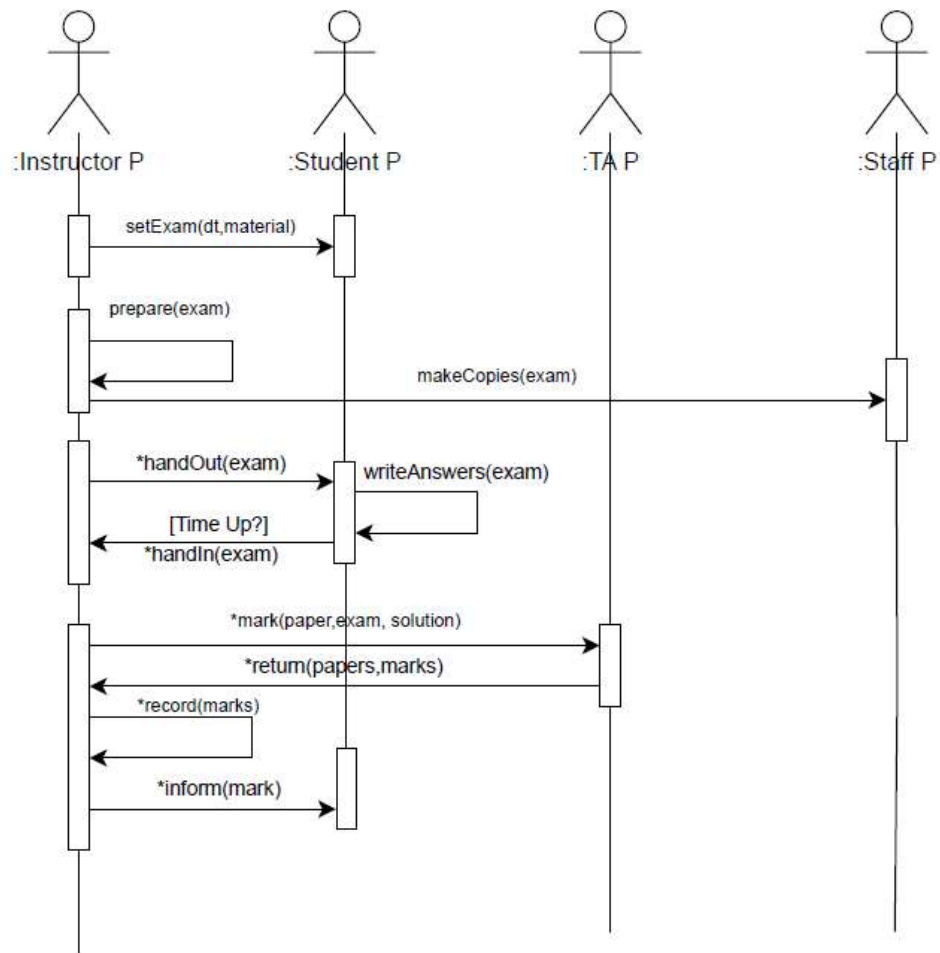 :Instructor P
:Student P
:TA P
:Staff P
setExam(dt,material)
prepare(exam)
makeCopies(exam)
*handOut(exam)
writeAnswers(exam)
[Time Up?]
*handIn(exam)
*mark(paper,exam, solution)
*return(papers,marks)
*record(marks)
*inform(mark)